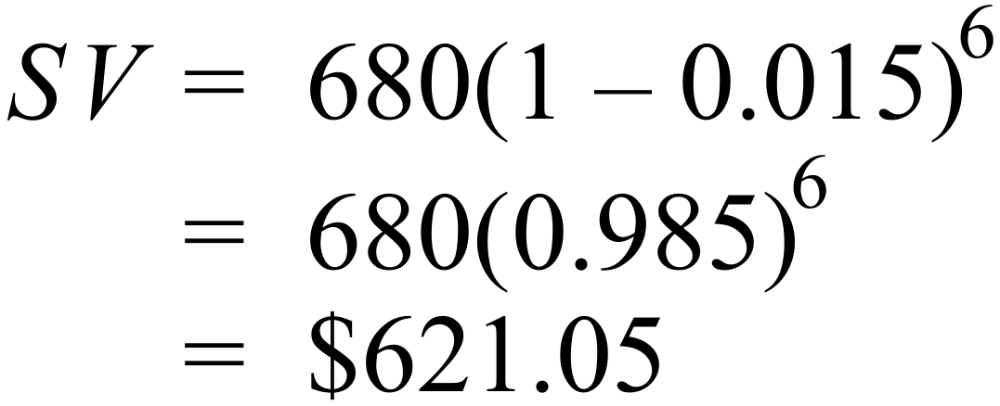 SV = 680(1 – 0.015)⁶
= 680(0.985)⁶
= $621.05